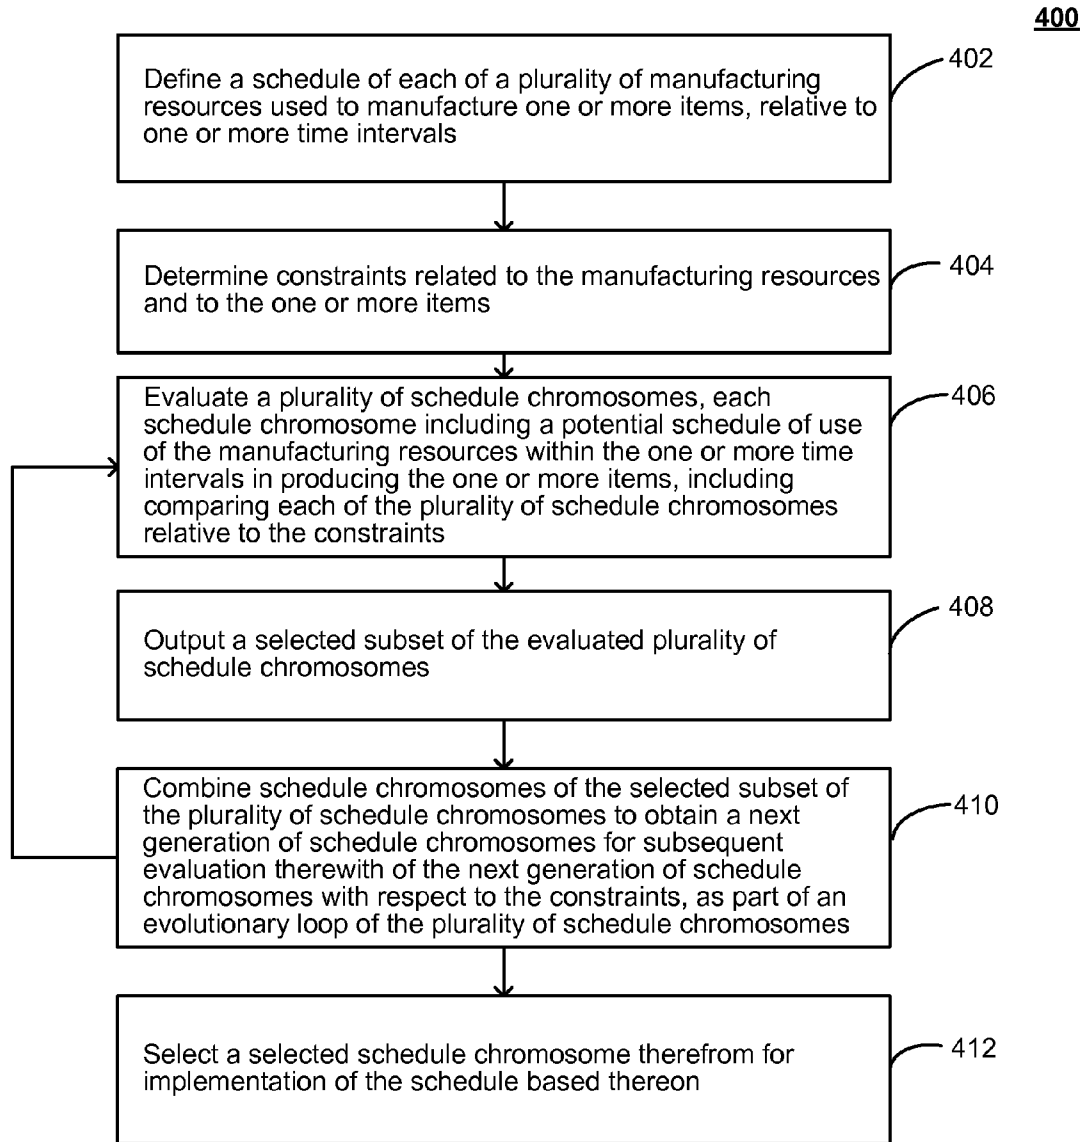 400
Define a schedule of each of a plurality of manufacturing
resources used to manufacture one or more items, relative to
one or more time intervals
402
Determine constraints related to the manufacturing resources
and to the one or more items
404
Evaluate a plurality of schedule chromosomes, each
schedule chromosome including a potential schedule of use
of the manufacturing resources within the one or more time
intervals in producing the one or more items, including
comparing each of the plurality of schedule chromosomes
relative to the constraints
406
Output a selected subset of the evaluated plurality of
schedule chromosomes
408
Combine schedule chromosomes of the selected subset of
the plurality of schedule chromosomes to obtain a next
generation of schedule chromosomes for subsequent
evaluation therewith of the next generation of schedule
chromosomes with respect to the constraints, as part of an
evolutionary loop of the plurality of schedule chromosomes
410
Select a selected schedule chromosome therefrom for
implementation of the schedule based thereon
412